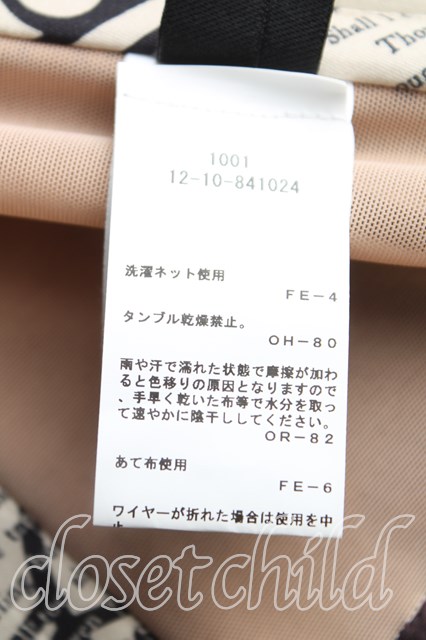 Shall I
Tho
1001
12-10-841024
洗濯ネット使用
FE-4
タンブル乾燥禁止。
OH-80
雨や汗で濡れた状態で摩擦が加わ
ると色移りの原因となりますので
、手早く乾いた布等で水分を取っ
て速やかに陰干ししてください。
OR-82
あて布使用
FE-6
ワイヤーが折れた場合は使用を中
止
closetchild